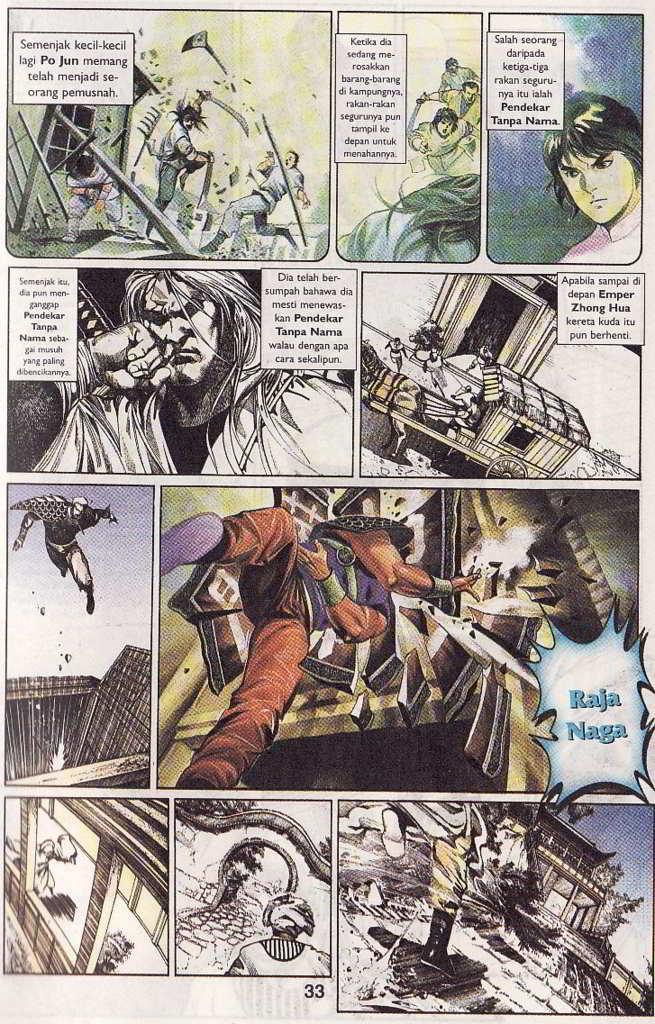 Semenjak kecil-kecil
lagi Po Jun memang
telah menjadi se-
orang pemusnah.
Ketika dia
sedang me-
rosakkan
barang-barang
di kampungnya,
rakan-rakan
segurunya pun
tampil ke
depan untuk
menahannya.
Salah seorang
daripada
ketiga-tiga
rakan seguru-
nya itu ialah
Pendekar
Tanpa Nama.
Semenjak itu,
dia pun men-
ganggap
Pendekar
Tanpa
Nama seba-
gai musuh
yang paling
dibencikannya.
Dia telah ber-
sumpah bahawa dia
mesti menewas-
kan Pendekar
Tanpa Nama
walau dengan apa
cara sekalipun.
Apabila sampai di
depan Emper
Zhong Hua
kereta kuda itu
pun berhenti.
Raja
Naga
33